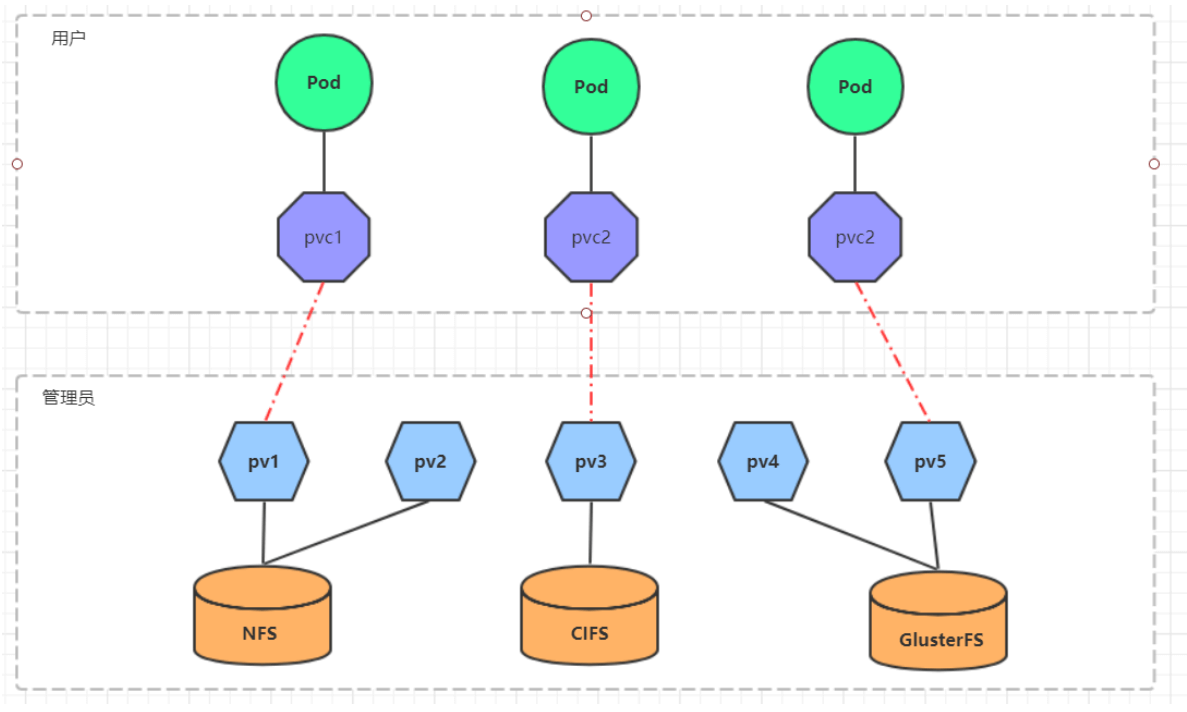 用户
Pod
Pod
Pod
pvc1
pvc2
pvc2
管理员
pv1
pv2
pv3
pv4
pv5
NFS
CIFS
GlusterFS